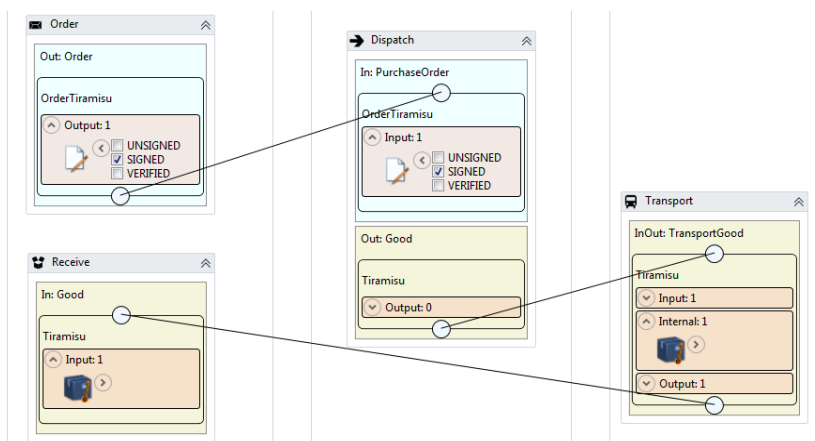 Order
Out: Order
OrderTiramisu
Output: 1
UNSIGNED
SIGNED
VERIFIED
Receive
In: Good
Tiramisu
Input: 1
Dispatch
In: PurchaseOrder
OrderTiramisu
Input: 1
UNSIGNED
SIGNED
VERIFIED
Out: Good
Tiramisu
Output: 0
Transport
InOut: TransportGood
Tiramisu
Input: 1
Internal: 1
Output: 1